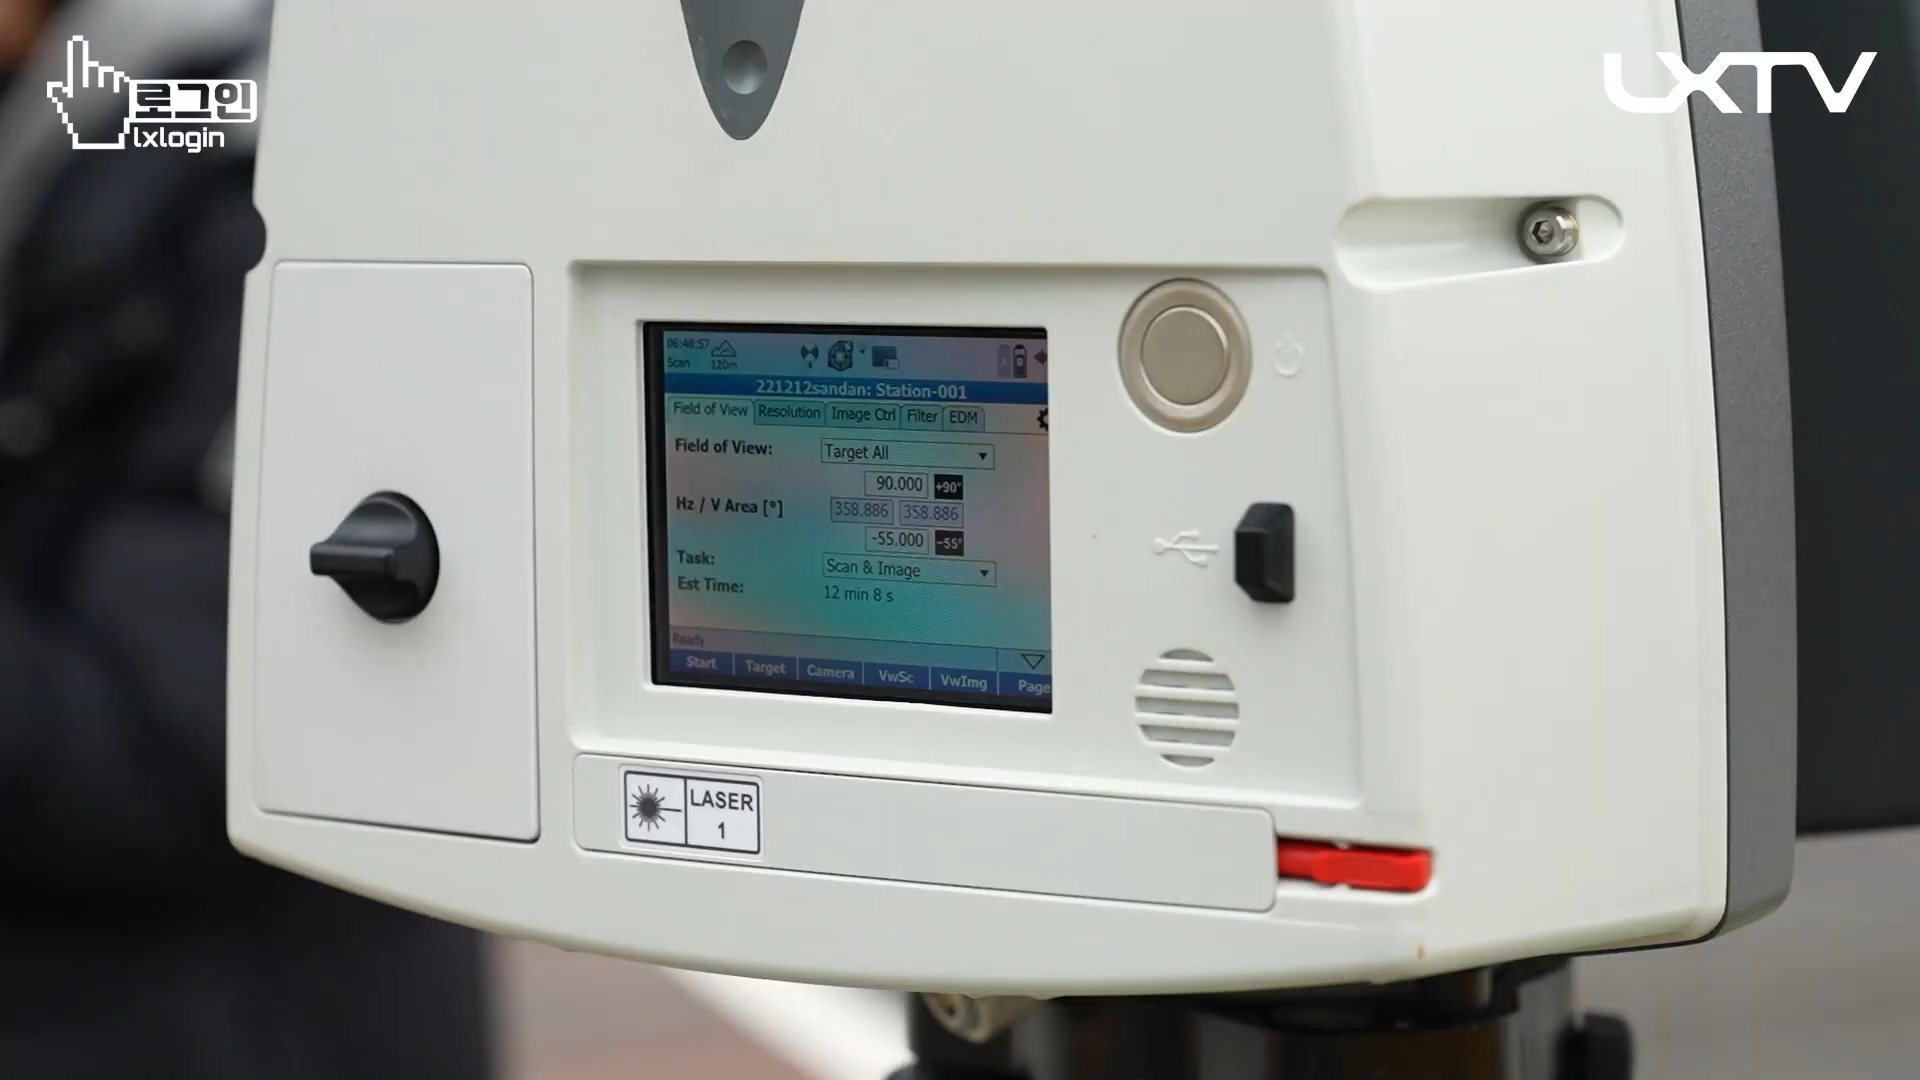 로그인
lxlogin
LXTV
06:48:57
Scan
120m
221212sandan: Station-001
Field of View
Resolution
Image Ctrl
Filter
EDM
Field of View:
Target All
90.000
+90°
Hz / V Area [°]
358.886
358.886
-55.000
-55°
Task:
Scan & Image
Est Time:
12 min 8 s
Ready
Start
Target
Camera
VwSc
VwImg
Page
LASER
1